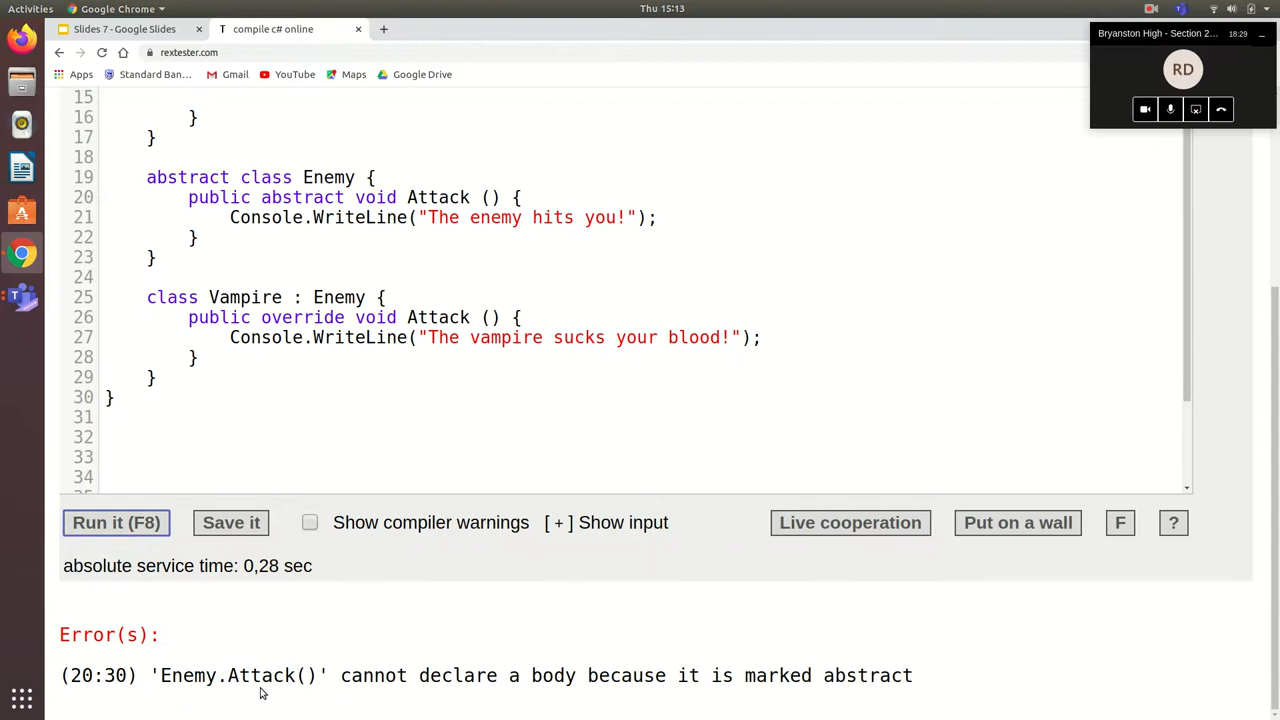 Activities Google Chrome Thu 15:13
Slides 7 - Google Slides × T compile c# online × +
rextester.com
Apps Standard Ban... Gmail YouTube Maps Google Drive
Bryanston High - Section 2... 18:29
RD
15
16 }
17 }
18
19 abstract class Enemy {
20 public abstract void Attack () {
21 Console.WriteLine("The enemy hits you!");
22 }
23 }
24
25 class Vampire : Enemy {
26 public override void Attack () {
27 Console.WriteLine("The vampire sucks your blood!");
28 }
29 }
30 }
31
32
33
34
Run it (F8) Save it Show compiler warnings [ + ] Show input Live cooperation Put on a wall F ?
absolute service time: 0,28 sec
Error(s):
(20:30) 'Enemy.Attack()' cannot declare a body because it is marked abstract